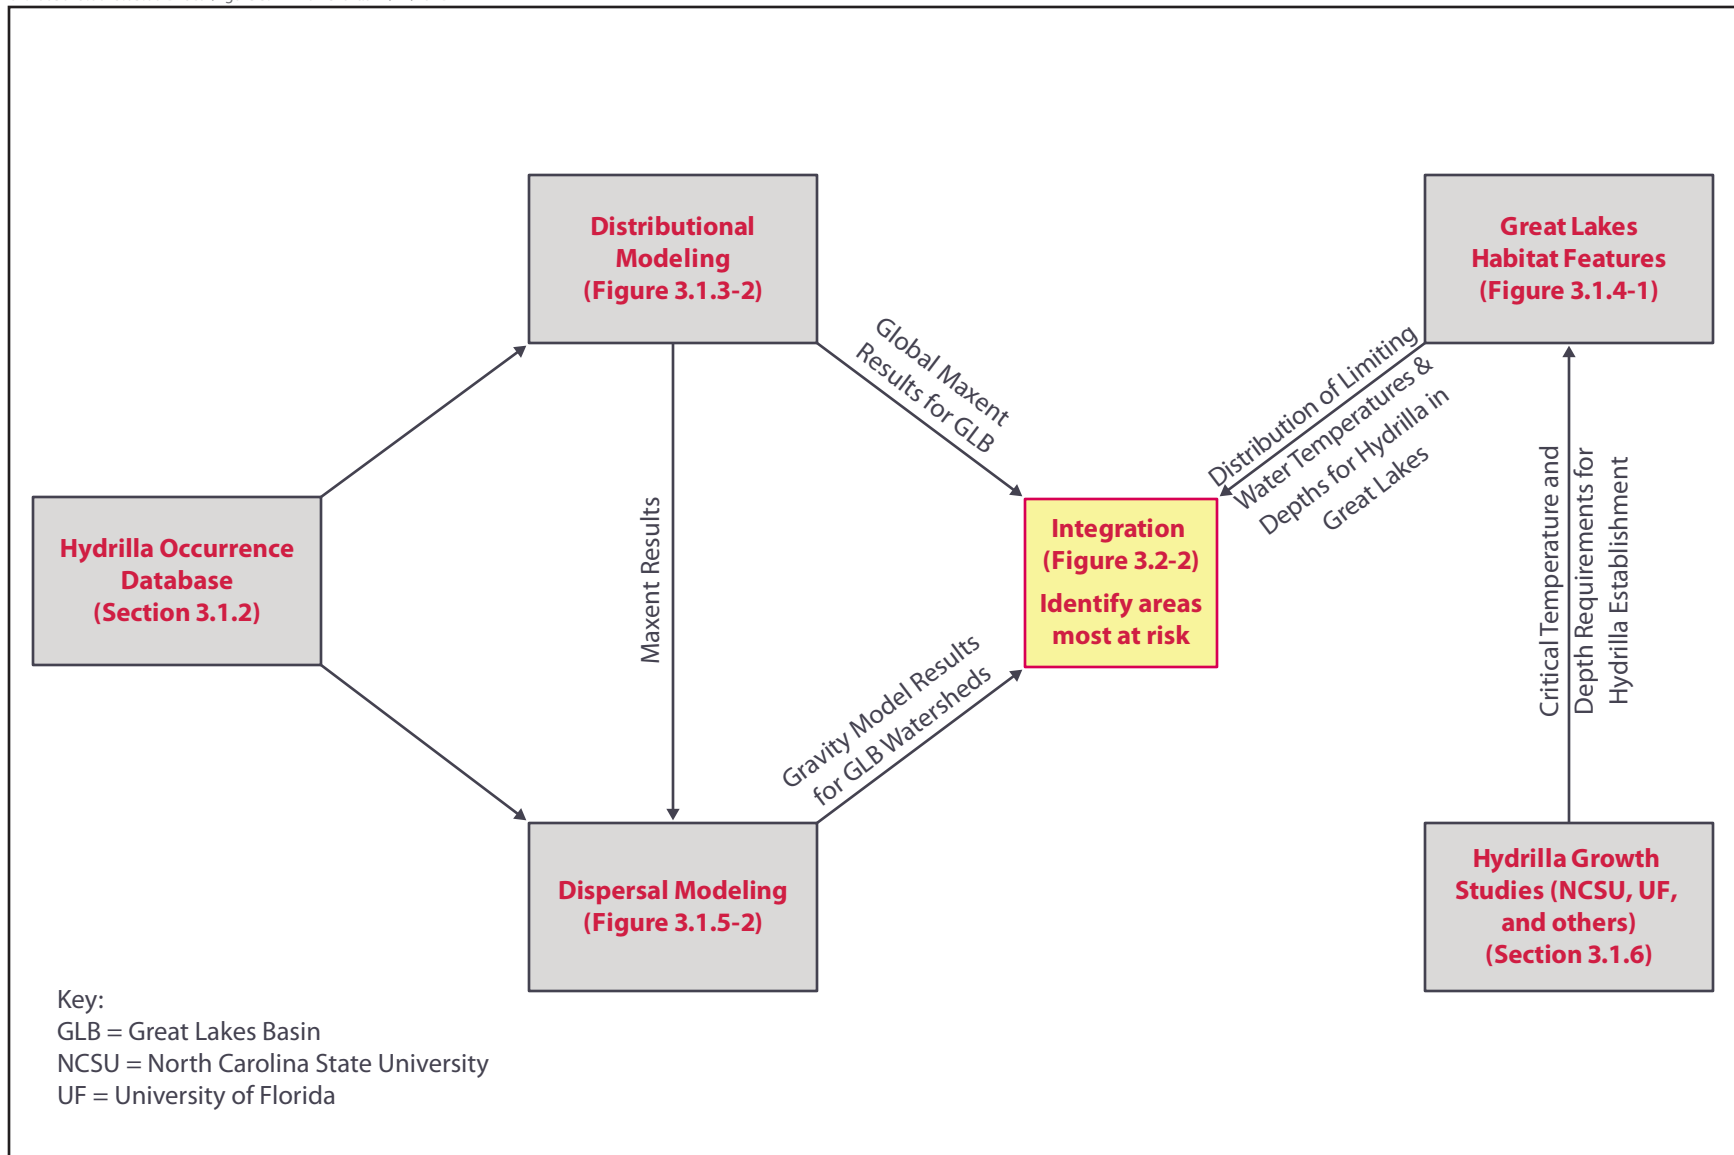 Distributional
Modeling
(Figure 3.1.3-2)
Great Lakes
Habitat Features
(Figure 3.1.4-1)
Global Maxent
Results for GLB
Distribution of Limiting
Water Temperatures &
Depths for Hydrilla in
Great Lakes
Hydrilla Occurrence
Database
(Section 3.1.2)
Maxent Results
Integration
(Figure 3.2-2)
Identify areas
most at risk
Critical Temperature and
Depth Requirements for
Hydrilla Establishment
Gravity Model Results
for GLB Watersheds
Dispersal Modeling
(Figure 3.1.5-2)
Hydrilla Growth
Studies (NCSU, UF,
and others)
(Section 3.1.6)
Key:
GLB = Great Lakes Basin
NCSU = North Carolina State University
UF = University of Florida